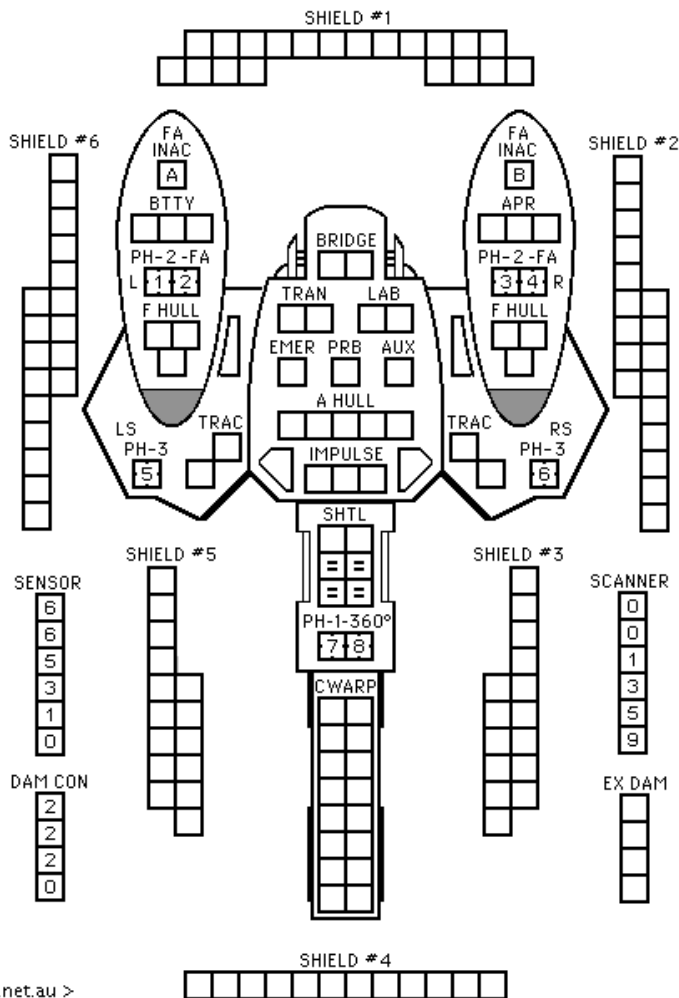 SHIELD #1
SHIELD #6
FA
INAC
A
BTTY
PH-2-FA
L 1 2
F HULL
FA
INAC
B
APR
PH-2-FA
3 4 R
F HULL
SHIELD #2
BRIDGE
TRAN LAB
EMER PRB AUX
A HULL
IMPULSE
LS
TRAC
PH-3
5
TRAC
RS
PH-3
6
SHTL
= =
= =
PH-1-360°
7 8
CWARP
SHIELD #5
SHIELD #3
SENSOR
6
6
5
3
1
0
SCANNER
0
0
1
3
5
9
DAM CON
2
2
2
0
EX DAM
SHIELD #4
net.au >